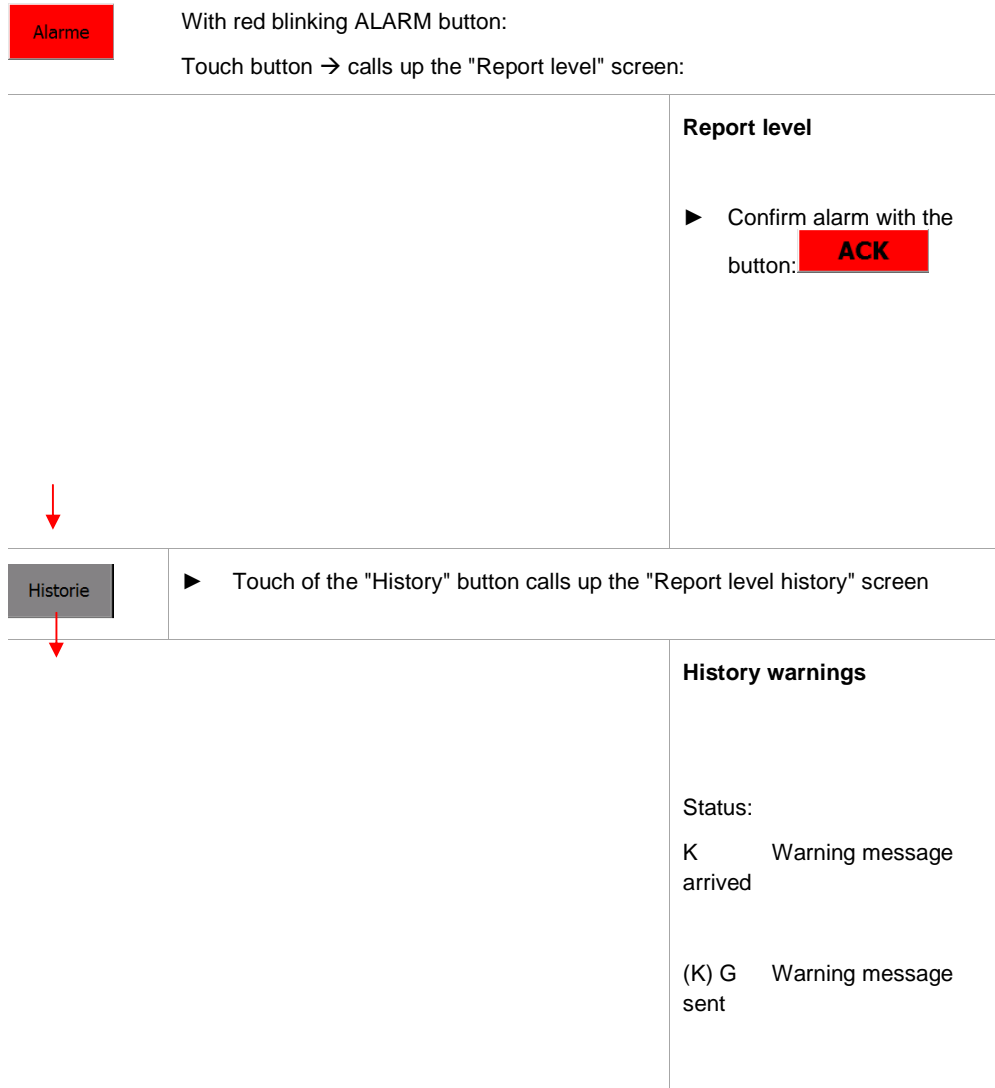 Alarme
With red blinking ALARM button:
Touch button → calls up the "Report level" screen:
Report level
► Confirm alarm with the
button: ACK
Historie
► Touch of the "History" button calls up the "Report level history" screen
History warnings
Status:
K Warning message
arrived
(K) G Warning message
sent